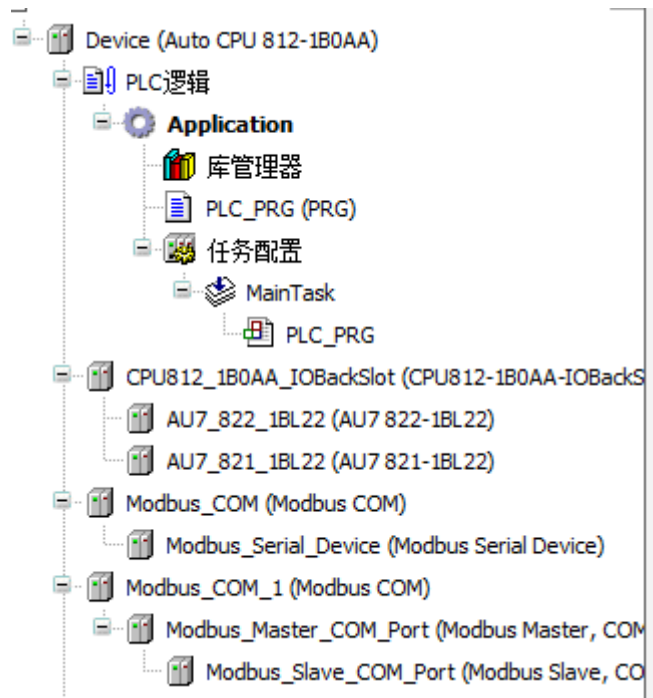 Device (Auto CPU 812-1B0AA)
PLC逻辑
Application
库管理器
PLC_PRG (PRG)
任务配置
MainTask
PLC_PRG
CPU812_1B0AA_IOBackSlot (CPU812-1B0AA-IOBackS
AU7_822_1BL22 (AU7 822-1BL22)
AU7_821_1BL22 (AU7 821-1BL22)
Modbus_COM (Modbus COM)
Modbus_Serial_Device (Modbus Serial Device)
Modbus_COM_1 (Modbus COM)
Modbus_Master_COM_Port (Modbus Master, COM
Modbus_Slave_COM_Port (Modbus Slave, CO